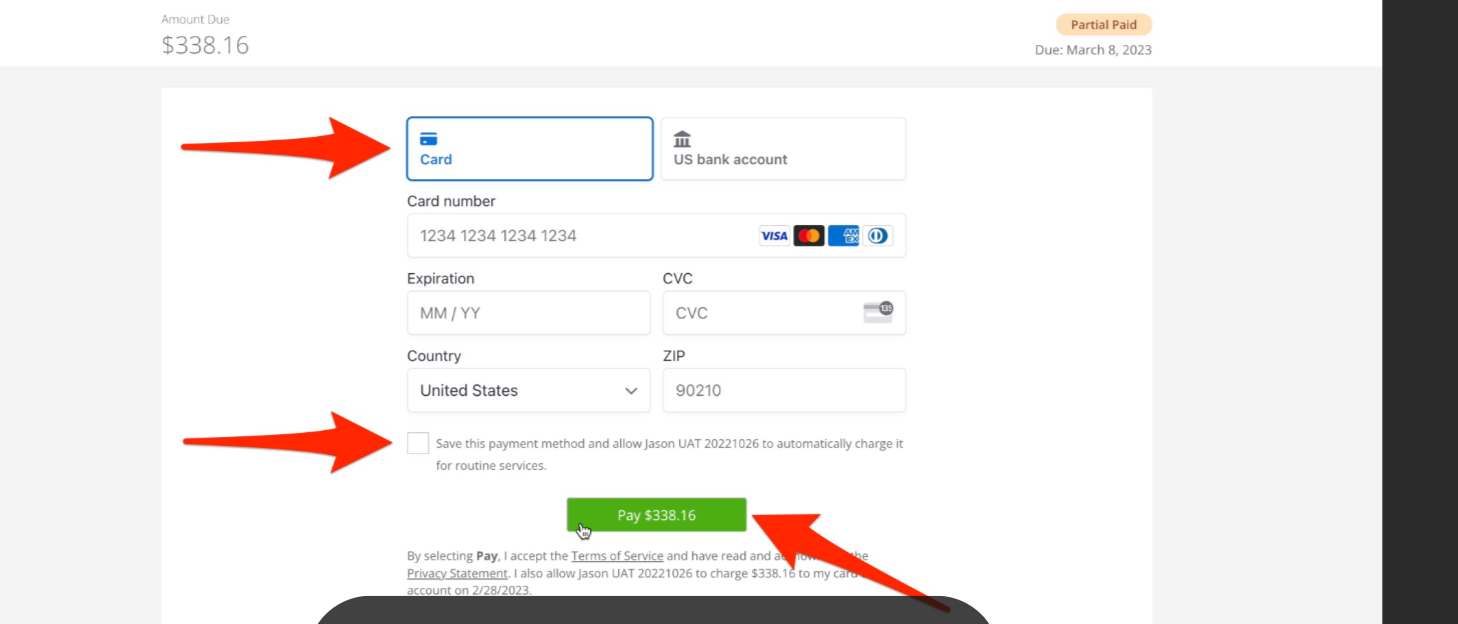 Amount Due
$338.16
Partial Paid
Due: March 8, 2023
Card
US bank account
Card number
1234 1234 1234 1234
VISA
AM
EX
Expiration
CVC
MM / YY
CVC
135
Country
ZIP
United States
90210
Save this payment method and allow Jason UAT 20221026 to automatically charge it
for routine services.
Pay $338.16
By selecting Pay, I accept the Terms of Service and have read and the
Privacy Statement. I also allow Jason UAT 20221026 to charge $338.16 to my card
account on 2/28/2023.